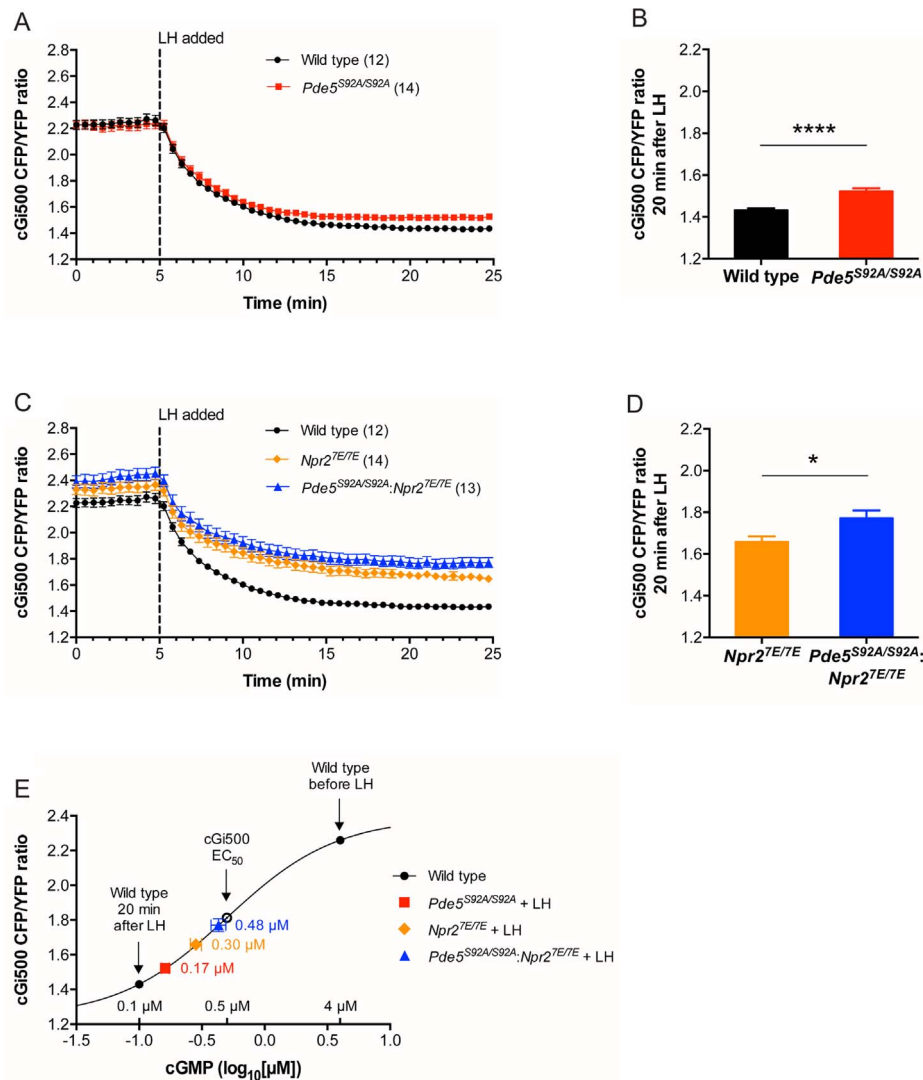 A
LH added
Wild type (12)
Pde5S92A/S92A (14)
cGi500 CFP/YFP ratio
2.8
2.6
2.4
2.2
2.0
1.8
1.6
1.4
1.2
0 5 10 15 20 25
Time (min)
B
cGi500 CFP/YFP ratio
20 min after LH
2.2
2.0
1.8
1.6
1.4
1.2
****
Wild type Pde5S92A/S92A
C
LH added
Wild type (12)
Npr27E/7E (14)
Pde5S92A/S92A:Npr27E/7E (13)
cGi500 CFP/YFP ratio
2.8
2.6
2.4
2.2
2.0
1.8
1.6
1.4
1.2
0 5 10 15 20 25
Time (min)
D
cGi500 CFP/YFP ratio
20 min after LH
2.2
2.0
1.8
1.6
1.4
1.2
*
Npr27E/7E Pde5S92A/S92A:
Npr27E/7E
E
cGi500 CFP/YFP ratio
2.4
2.2
2.0
1.8
1.6
1.4
1.2
Wild type
before LH
cGi500
EC50
Wild type
20 min
after LH
0.48 µM
0.30 µM
0.17 µM
0.1 µM 0.5 µM 4 µM
-1.5 -1.0 -0.5 0.0 0.5 1.0
cGMP (log10[µM])
Wild type
Pde5S92A/S92A + LH
Npr27E/7E + LH
Pde5S92A/S92A:Npr27E/7E + LH